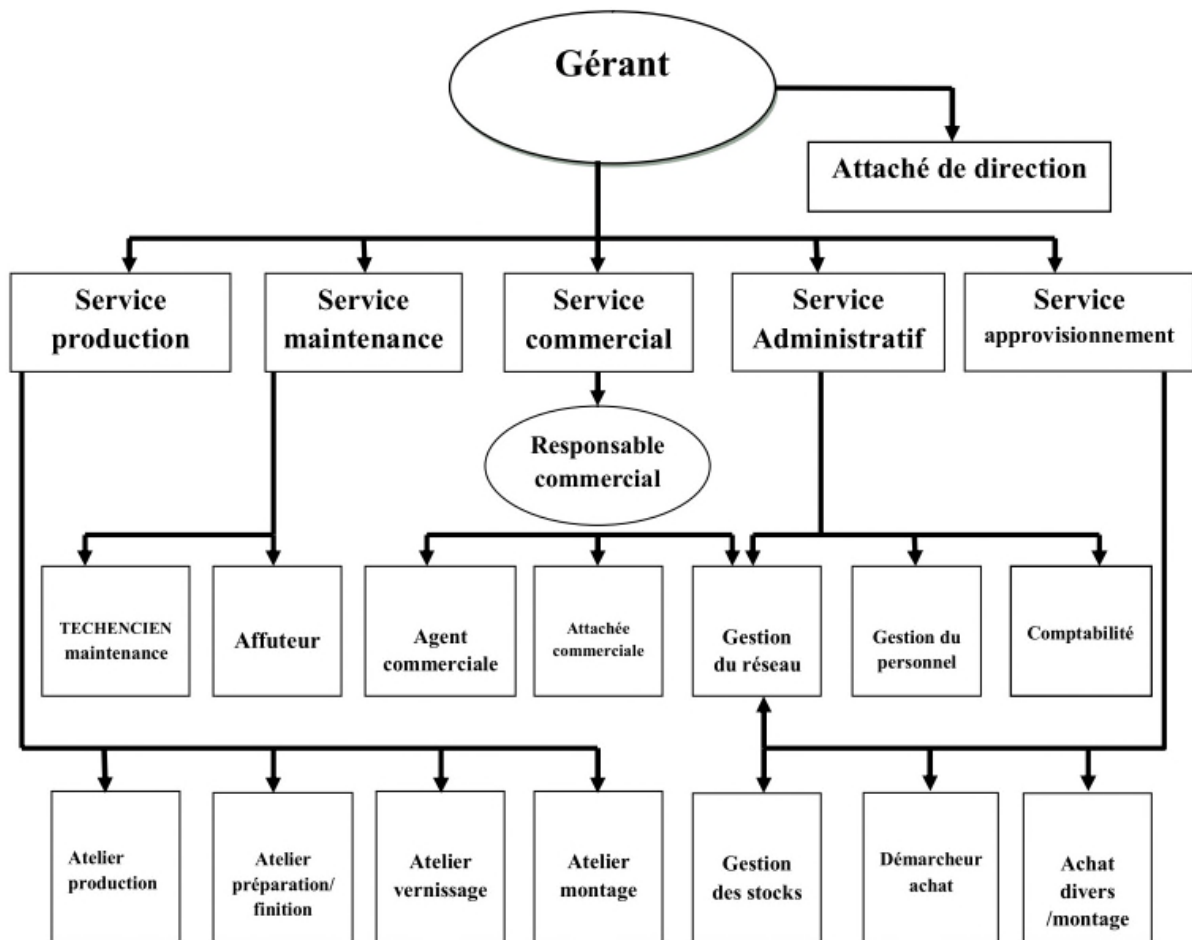 Gérant
Attaché de direction
Service
production
Service
maintenance
Service
commercial
Service
Administratif
Service
approvisionnement
Responsable
commercial
TECHENCIEN
maintenance
Affuteur
Agent
commerciale
Attachée
commerciale
Gestion
du réseau
Gestion du
personnel
Comptabilité
Atelier
production
Atelier
préparation/
finition
Atelier
vernissage
Atelier
montage
Gestion
des stocks
Démarcheur
achat
Achat
divers
/montage